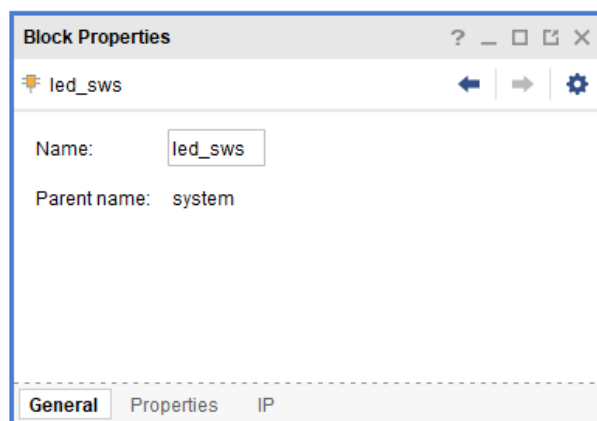 Block Properties ?
led_sws
Name: led_sws
Parent name: system
General Properties IP